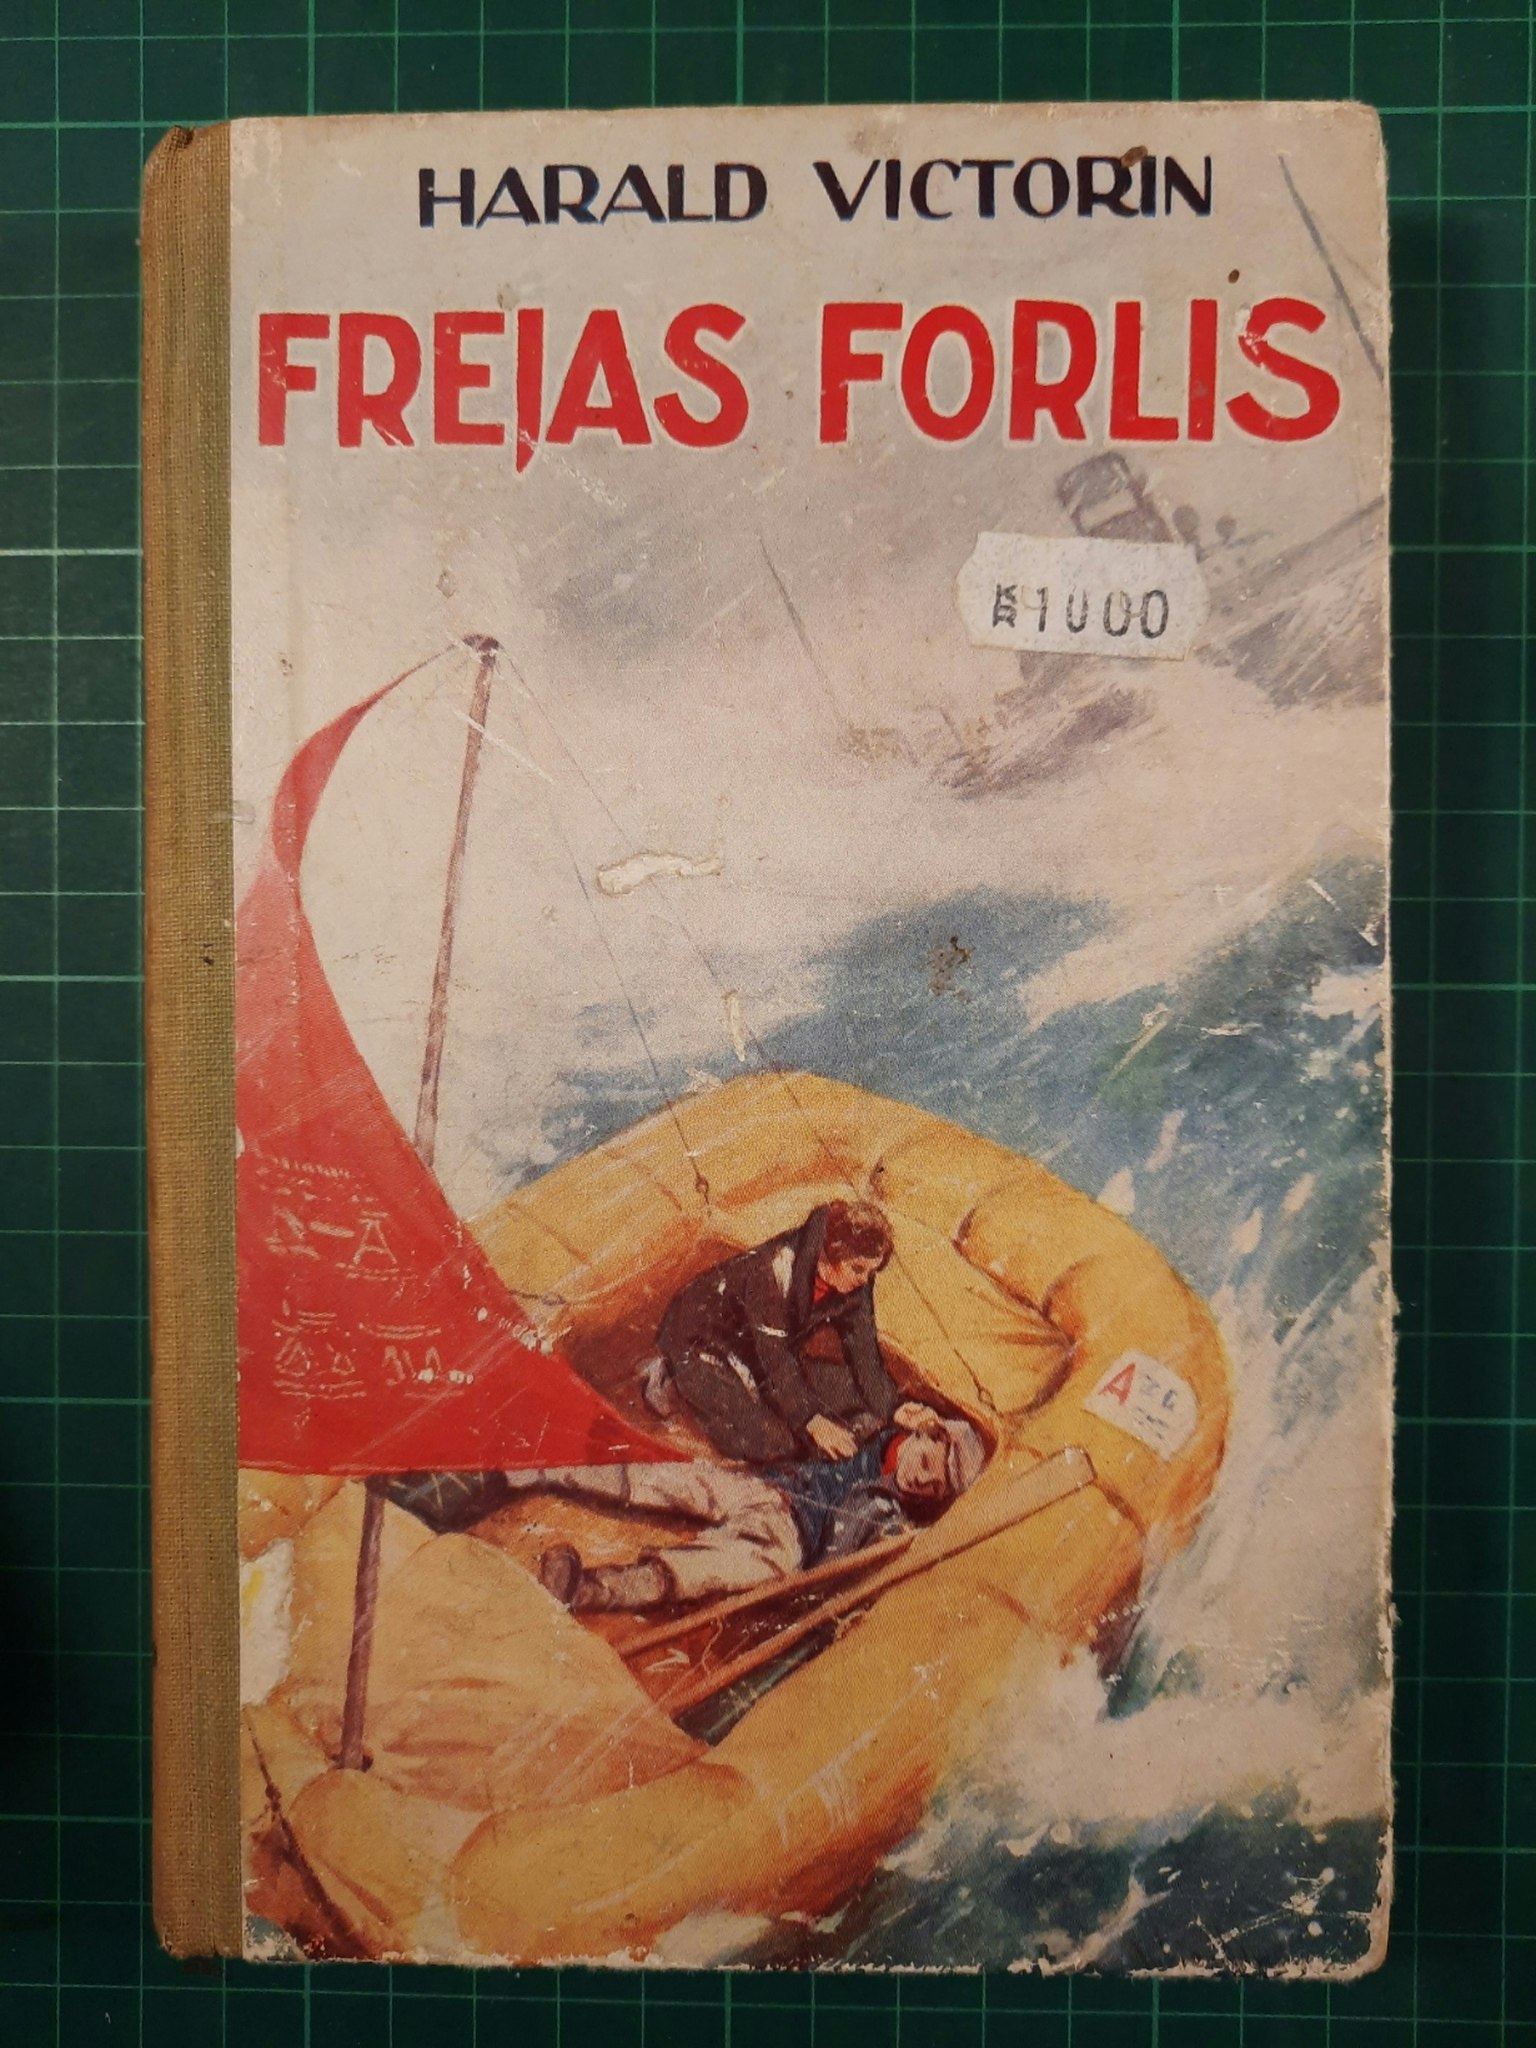 HARALD VICTORIN
FREJAS FORLIS
KR 10 00
A